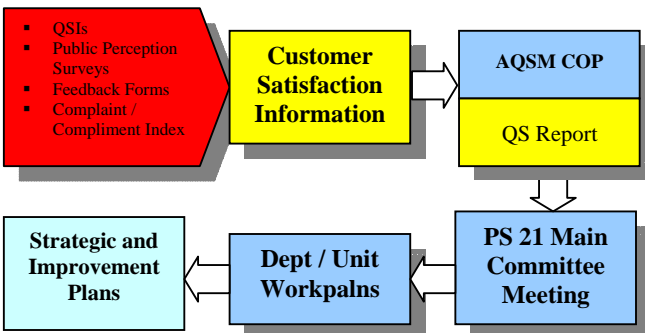 ▪ QSIs
▪ Public Perception
Surveys
▪ Feedback Forms
▪ Complaint /
Compliment Index
Customer
Satisfaction
Information
AQSM COP
QS Report
PS 21 Main
Committee
Meeting
Dept / Unit
Workpalns
Strategic and
Improvement
Plans